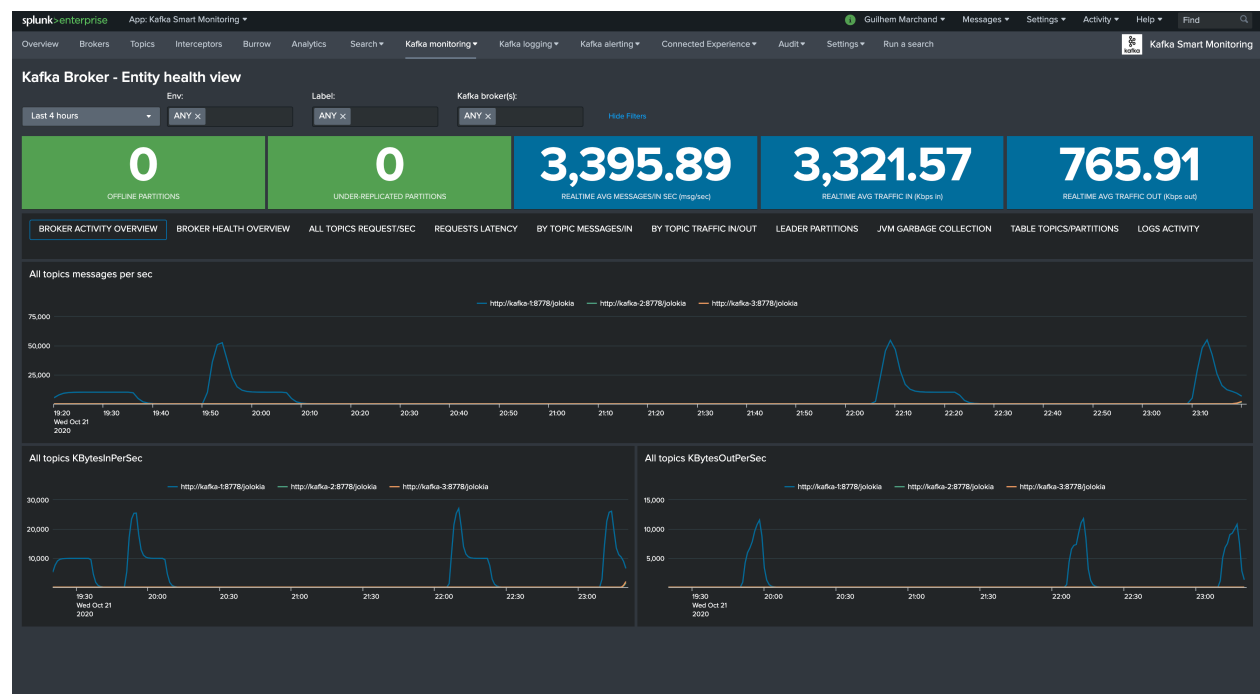 splunk>enterprise App: Kafka Smart Monitoring ▾ i Guilhem Marchand ▾ Messages ▾ Settings ▾ Activity ▾ Help ▾ Find
Overview Brokers Topics Interceptors Burrow Analytics Search ▾ Kafka monitoring ▾ Kafka logging ▾ Kafka alerting ▾ Connected Experience ▾ Audit ▾ Settings ▾ Run a search kafka Kafka Smart Monitoring
Kafka Broker - Entity health view
Env: Label: Kafka broker(s):
Last 4 hours ANY × ANY × ANY × Hide Filters
0 0 3,395.89 3,321.57 765.91
OFFLINE PARTITIONS UNDER-REPLICATED PARTITIONS REALTIME AVG MESSAGES/IN SEC (msg/sec) REALTIME AVG TRAFFIC IN (Kbps in) REALTIME AVG TRAFFIC OUT (Kbps out)
BROKER ACTIVITY OVERVIEW BROKER HEALTH OVERVIEW ALL TOPICS REQUEST/SEC REQUESTS LATENCY BY TOPIC MESSAGES/IN BY TOPIC TRAFFIC IN/OUT LEADER PARTITIONS JVM GARBAGE COLLECTION TABLE TOPICS/PARTITIONS LOGS ACTIVITY
All topics messages per sec
http://kafka-1:8778/jolokia http://kafka-2:8778/jolokia http://kafka-3:8778/jolokia
75,000
50,000
25,000
19:20 19:30 19:40 19:50 20:00 20:10 20:20 20:30 20:40 20:50 21:00 21:10 21:20 21:30 21:40 21:50 22:00 22:10 22:20 22:30 22:40 22:50 23:00 23:10
Wed Oct 21
2020
All topics KBytesInPerSec
http://kafka-1:8778/jolokia http://kafka-2:8778/jolokia http://kafka-3:8778/jolokia
30,000
20,000
10,000
19:30 20:00 20:30 21:00 21:30 22:00 22:30 23:00
Wed Oct 21
2020
All topics KBytesOutPerSec
http://kafka-1:8778/jolokia http://kafka-2:8778/jolokia http://kafka-3:8778/jolokia
15,000
10,000
5,000
19:30 20:00 20:30 21:00 21:30 22:00 22:30 23:00
Wed Oct 21
2020